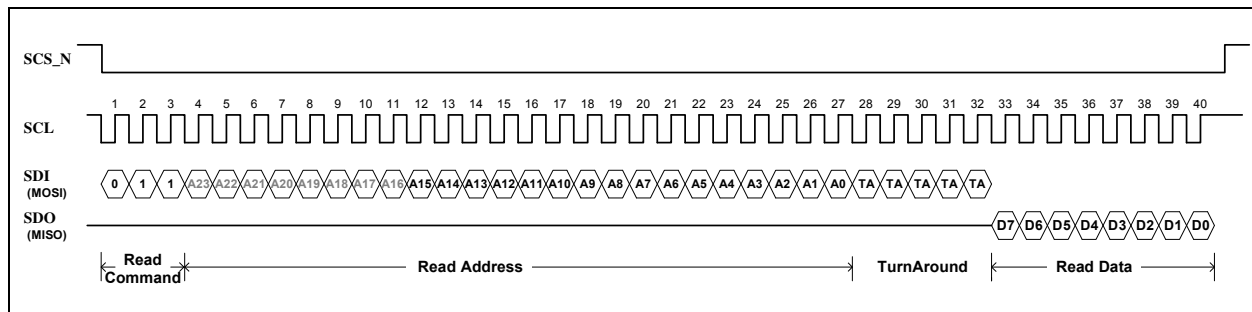 SCS_N
1 2 3 4 5 6 7 8 9 10 11 12 13 14 15 16 17 18 19 20 21 22 23 24 25 26 27 28 29 30 31 32 33 34 35 36 37 38 39 40
SCL
SDI 0 1 1 A23 A22 A21 A20 A19 A18 A17 A16 A15 A14 A13 A12 A11 A10 A9 A8 A7 A6 A5 A4 A3 A2 A1 A0 TA TA TA TA TA
(MOSI)
SDO D7 D6 D5 D4 D3 D2 D1 D0
(MISO)
Read Command Read Address TurnAround Read Data